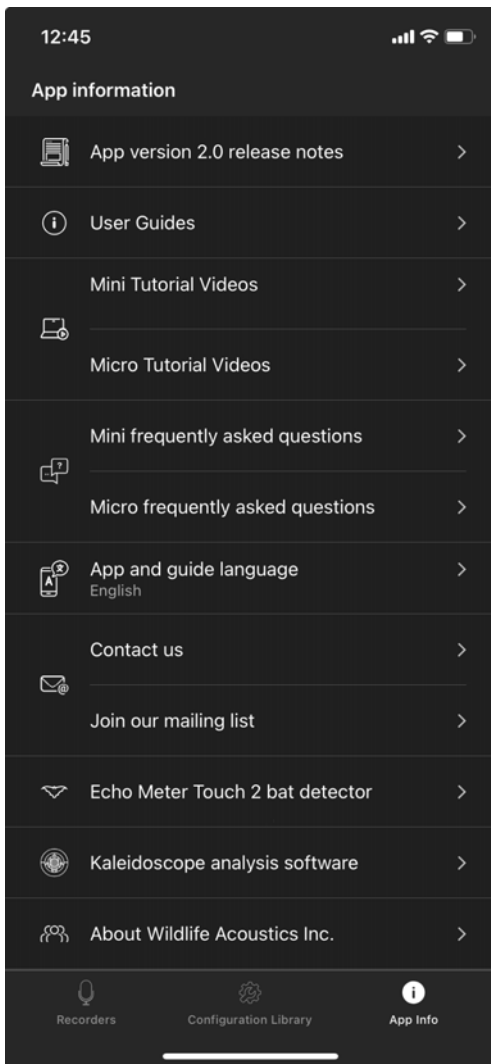 12:45
App information
App version 2.0 release notes
User Guides
Mini Tutorial Videos
Micro Tutorial Videos
Mini frequently asked questions
Micro frequently asked questions
App and guide language
English
Contact us
Join our mailing list
Echo Meter Touch 2 bat detector
Kaleidoscope analysis software
About Wildlife Acoustics Inc.
Recorders
Configuration Library
App Info